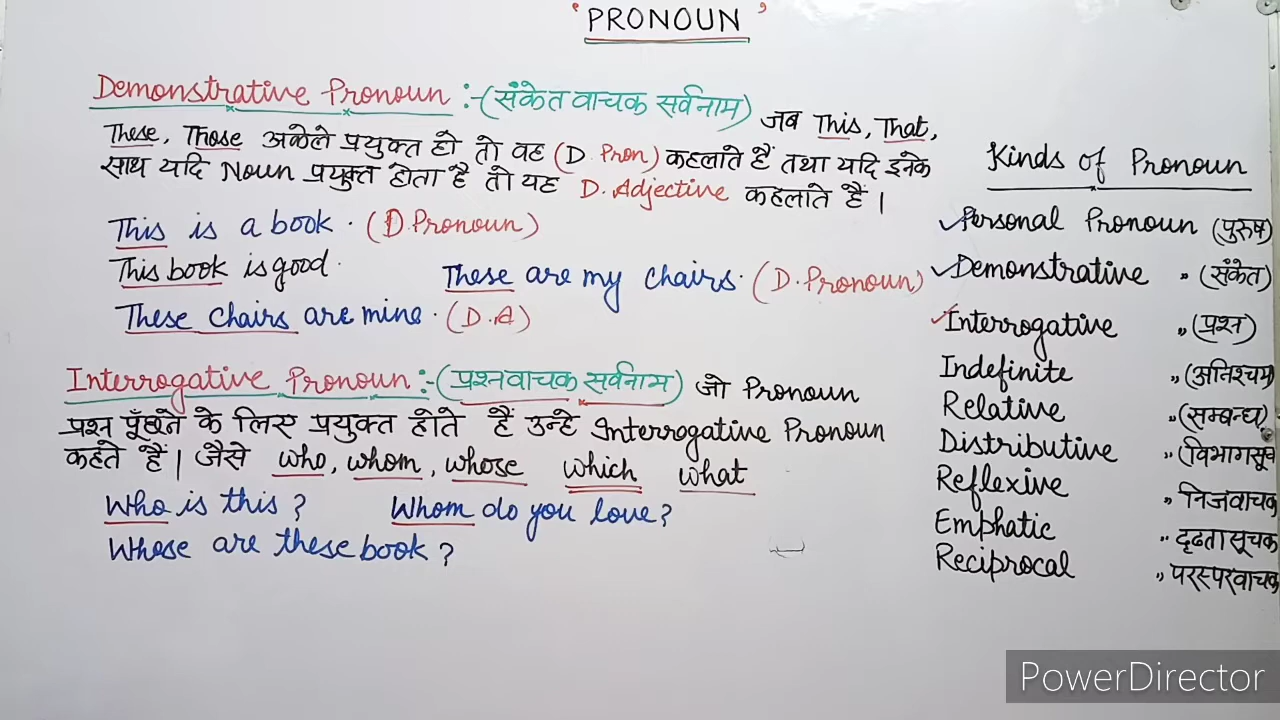 'PRONOUN'
Demonstrative Pronoun :-(संकेत वाचक सर्वनाम) जब This, That,
These, Those अकेले प्रयुक्त हो तो वह (D. Pron) कहलाते हैं तथा यदि इनके
साथ यदि Noun प्रयुक्त होता है तो यह D. Adjective कहलाते हैं।
This is a book. (D Pronoun)
This book is good.
These are my chairs. (D. Pronoun)
These chairs are mine. (D.A)
Interrogative Pronoun :-(प्रश्नवाचक सर्वनाम) जो Pronoun
प्रश्न पूँछने के लिए प्रयुक्त होते हैं उन्हे Interrogative Pronoun
कहते हैं। जैसे who, whom, whose which what
Who is this? Whom do you love?
Whose are these book?
Kinds of Pronoun
Personal Pronoun (पुरुष)
Demonstrative " (संकेत)
Interrogative " (प्रश्न)
Indefinite " (अनिश्चय)
Relative " (सम्बन्ध)
Distributive " (विभागसूच
Reflexive " निजवाचक
Emphatic " दृढतासूचक
Reciprocal " परस्परवाचक
PowerDirector